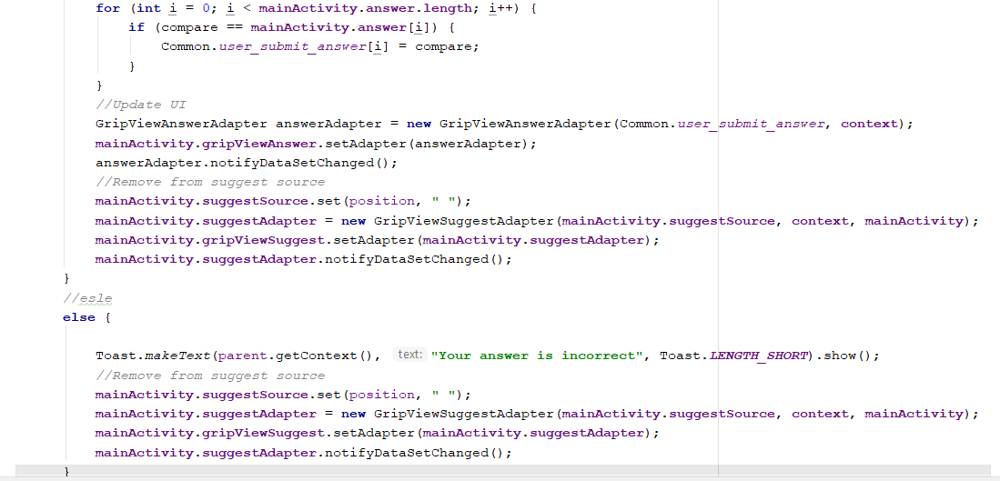 for (int i = 0; i < mainActivity.answer.length; i++) {
if (compare == mainActivity.answer[i]) {
Common.user_submit_answer[i] = compare;
}
}
//Update UI
GripViewAnswerAdapter answerAdapter = new GripViewAnswerAdapter(Common.user_submit_answer, context);
mainActivity.gripViewAnswer.setAdapter(answerAdapter);
answerAdapter.notifyDataSetChanged();
//Remove from suggest source
mainActivity.suggestSource.set(position, " ");
mainActivity.suggestAdapter = new GripViewSuggestAdapter(mainActivity.suggestSource, context, mainActivity);
mainActivity.gripViewSuggest.setAdapter(mainActivity.suggestAdapter);
mainActivity.suggestAdapter.notifyDataSetChanged();
}
//esle
else {
Toast.makeText(parent.getContext(), text: "Your answer is incorrect", Toast.LENGTH_SHORT).show();
//Remove from suggest source
mainActivity.suggestSource.set(position, " ");
mainActivity.suggestAdapter = new GripViewSuggestAdapter(mainActivity.suggestSource, context, mainActivity);
mainActivity.gripViewSuggest.setAdapter(mainActivity.suggestAdapter);
mainActivity.suggestAdapter.notifyDataSetChanged();
}